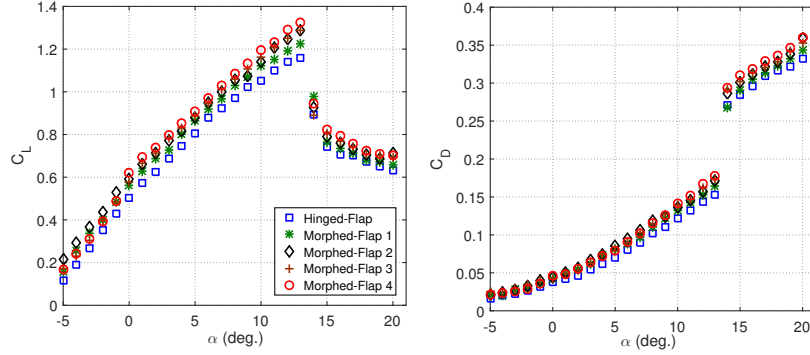 1.4
1.2
1
0.8
0.6
0.4
0.2
0
-5 0 5 10 15 20
C_L
α (deg.)
Hinged-Flap
Morphed-Flap 1
Morphed-Flap 2
Morphed-Flap 3
Morphed-Flap 4
0.4
0.35
0.3
0.25
0.2
0.15
0.1
0.05
0
-5 0 5 10 15 20
C_D
α (deg.)